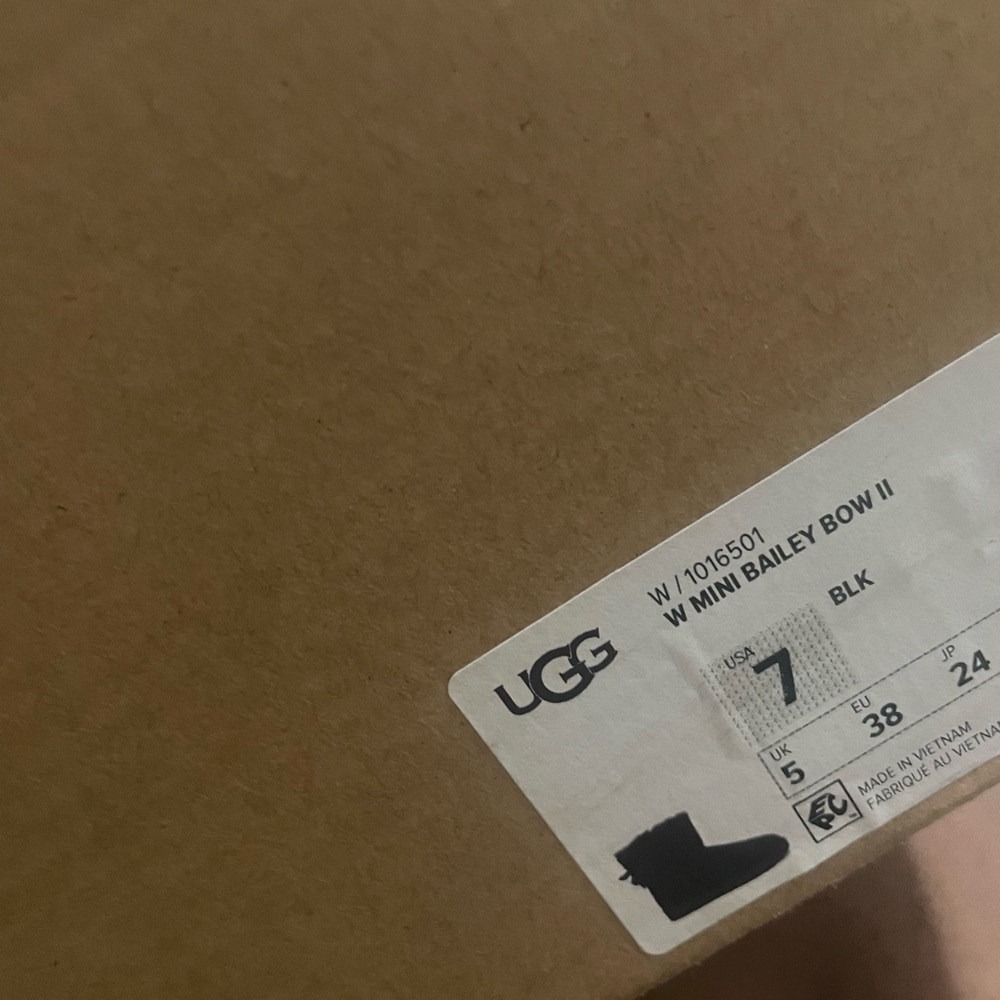 UGG
W / 1016501
W MINI BAILEY BOW II
BLK
USA
7
UK
5
EU
38
JP
24
EPC
MADE IN VIETNAM
FABRIQUÉ AU VIETNAM